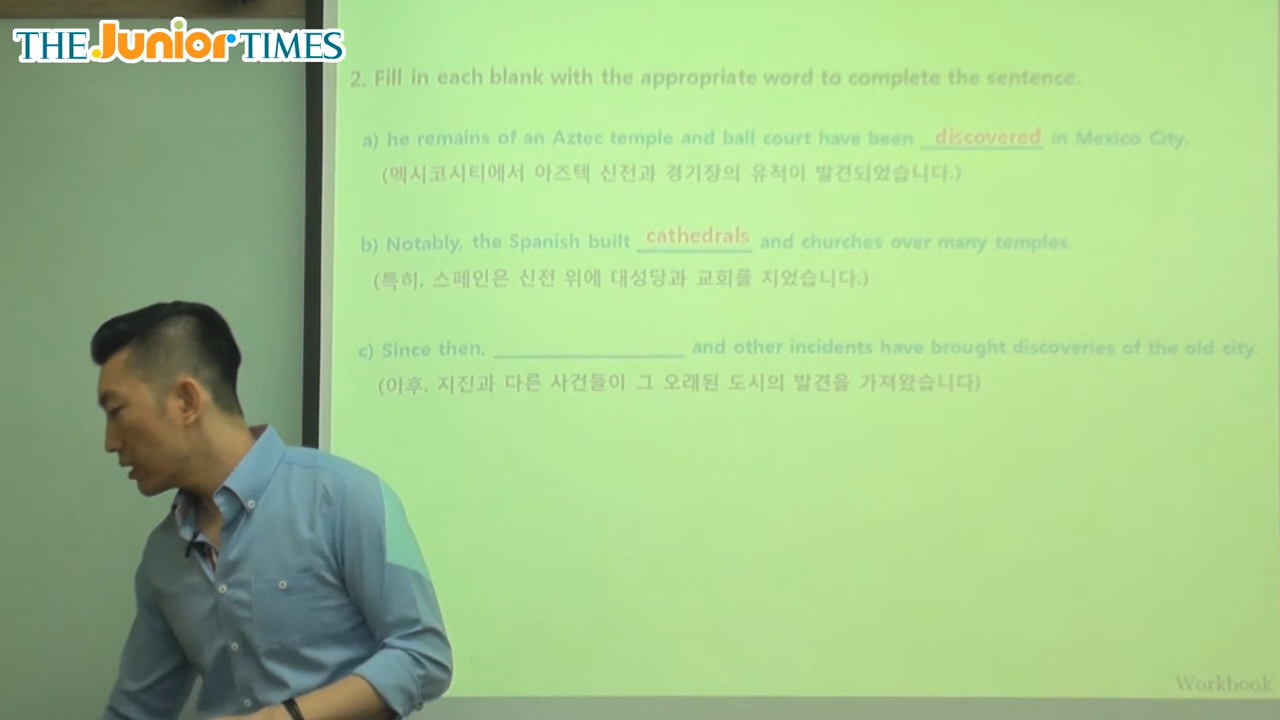 THE Junior TIMES
2. Fill in each blank with the appropriate word to complete the sentence.
a) he remains of an Aztec temple and ball court have been discovered in Mexico City.
(멕시코시티에서 아즈텍 신전과 경기장의 유적이 발견되었습니다.)
b) Notably, the Spanish built cathedrals and churches over many temples.
(특히, 스페인은 신전 위에 대성당과 교회를 지었습니다.)
c) Since then, ________________ and other incidents have brought discoveries of the old city.
(이후, 지진과 다른 사건들이 그 오래된 도시의 발견을 가져왔습니다)
Workbook